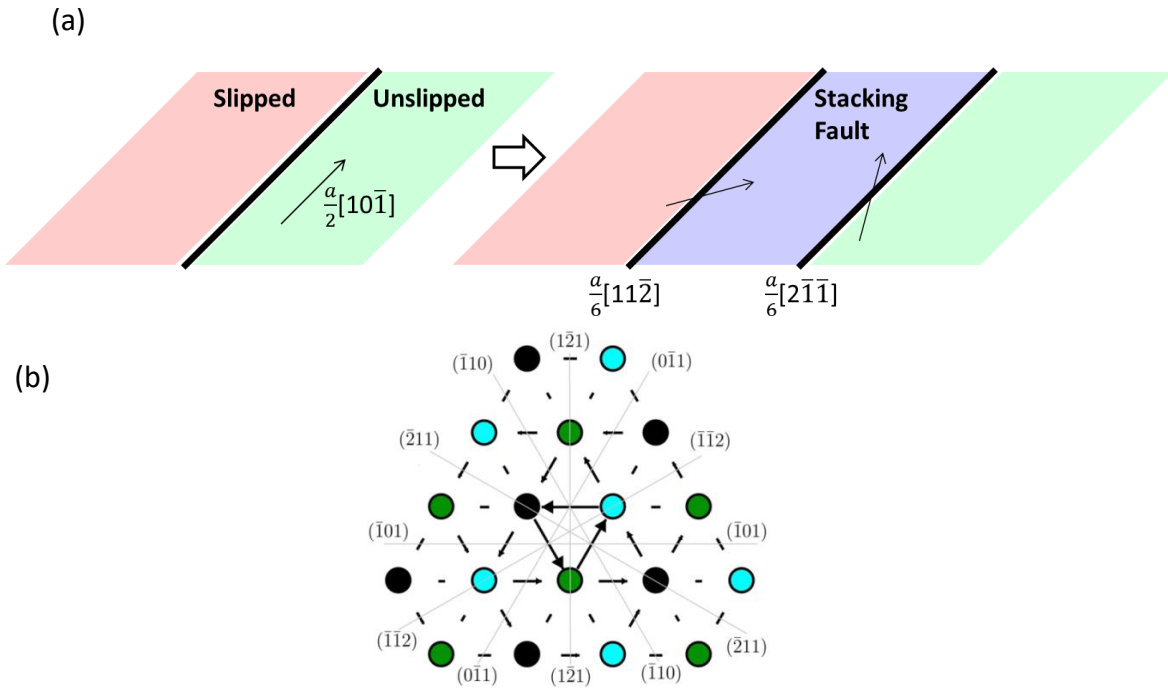 (a)
Slipped
Unslipped
Stacking
Fault
a/2[101̄]
a/6[112̄]
a/6[21̄1̄]
(b)
(12̄1)
(1̄10)
(01̄1)
(2̄11)
(1̄1̄2)
(1̄01)
(1̄01)
(1̄1̄2)
(2̄11)
(01̄1)
(12̄1)
(1̄10)